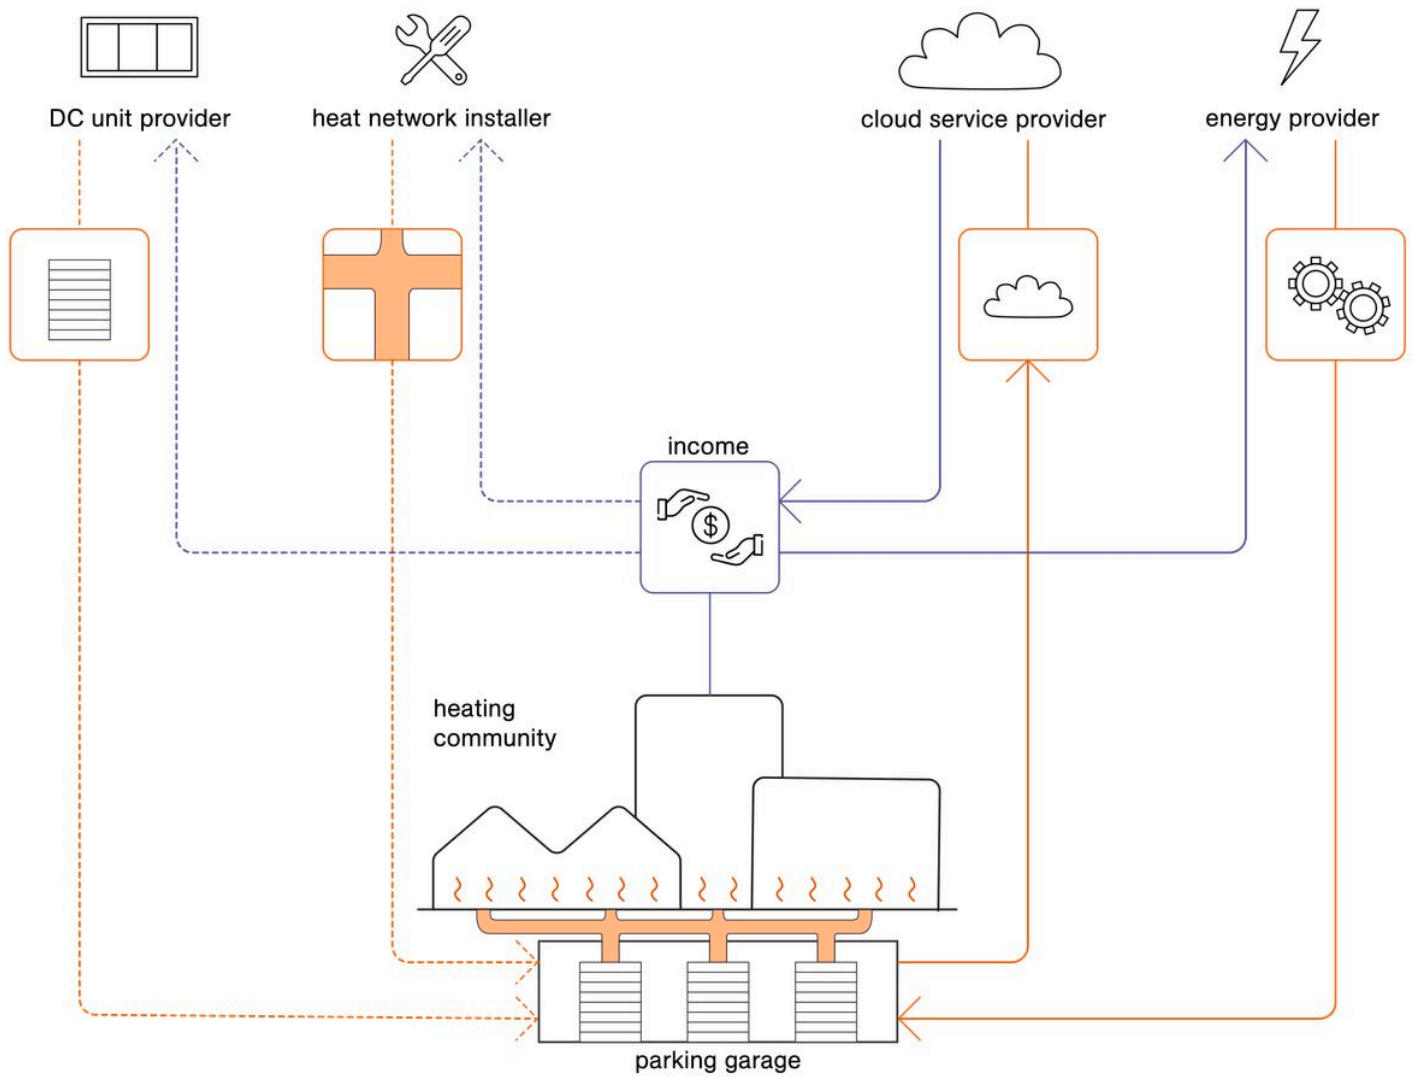 DC unit provider
heat network installer
cloud service provider
energy provider
income
$
heating
community
parking garage